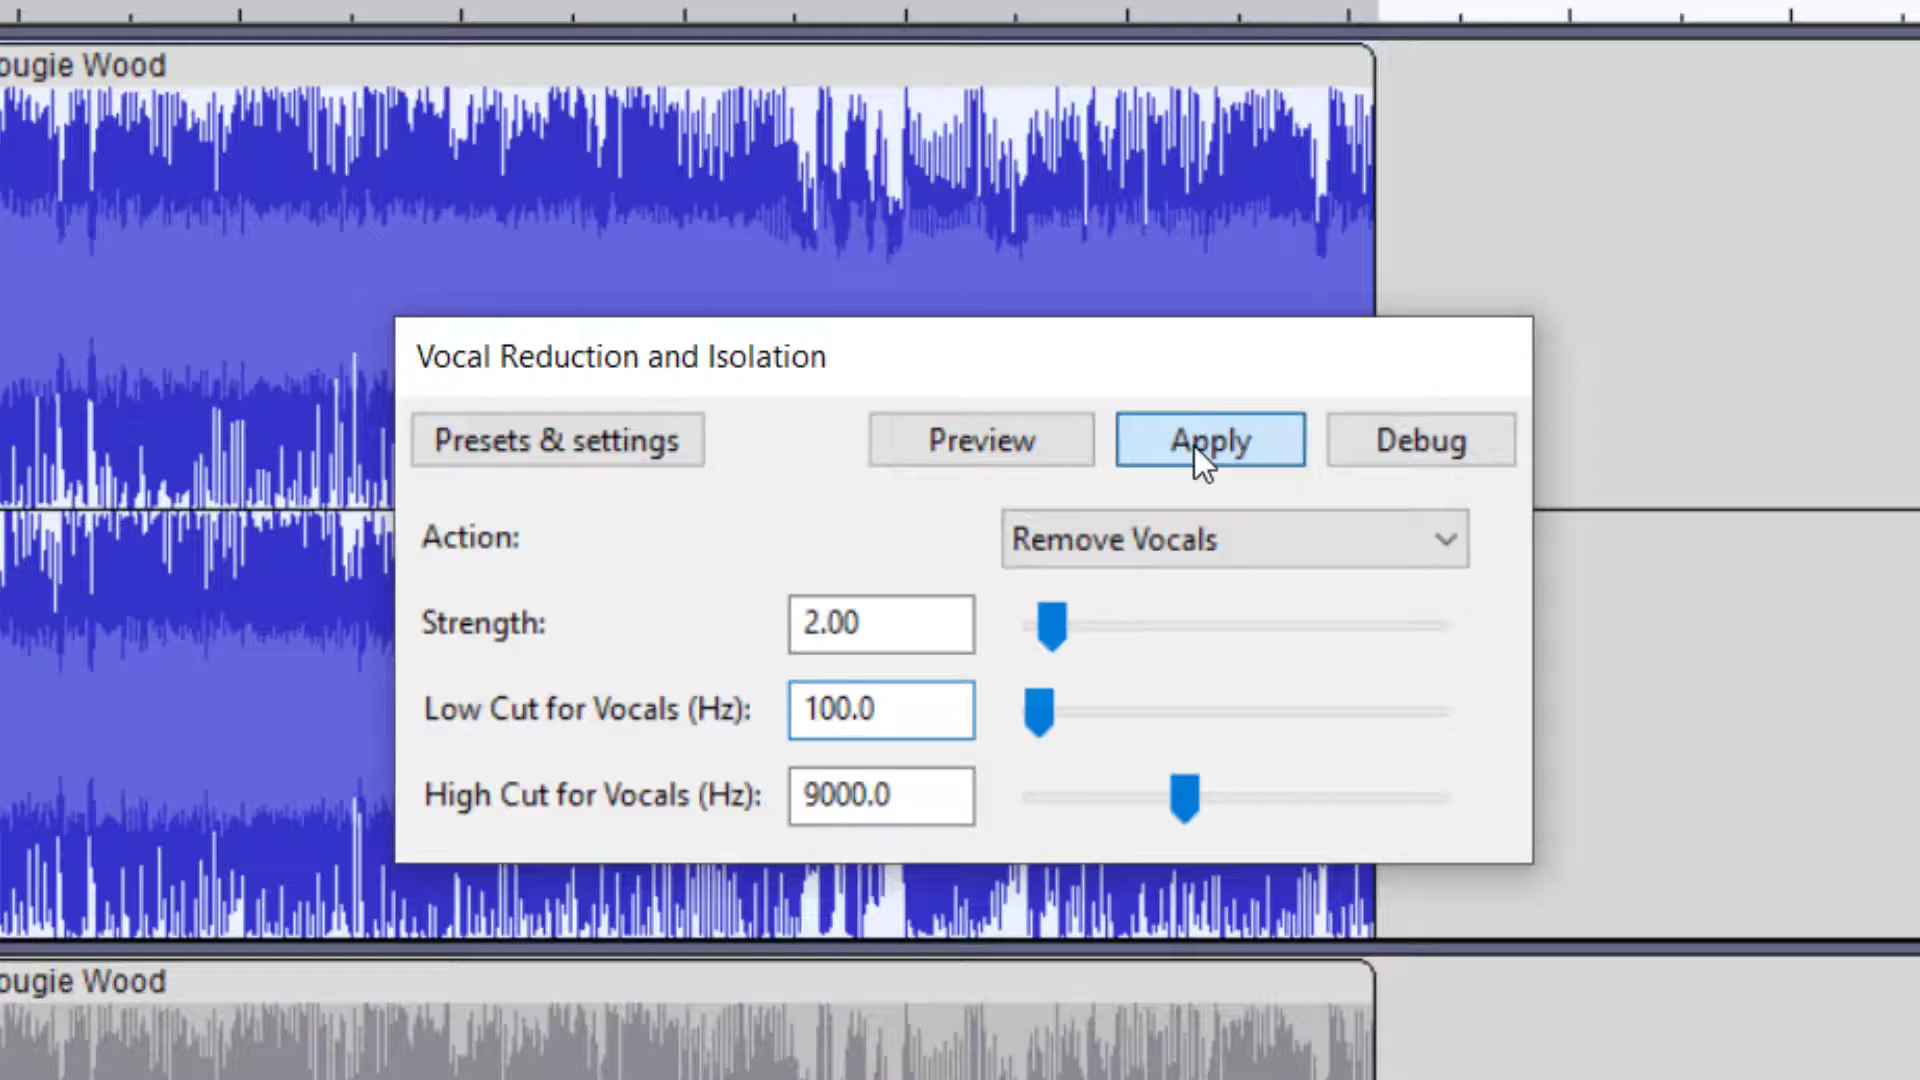 ougie Wood
Vocal Reduction and Isolation
Presets & settings Preview Apply Debug
Action: Remove Vocals
Strength: 2.00
Low Cut for Vocals (Hz): 100.0
High Cut for Vocals (Hz): 9000.0
ougie Wood